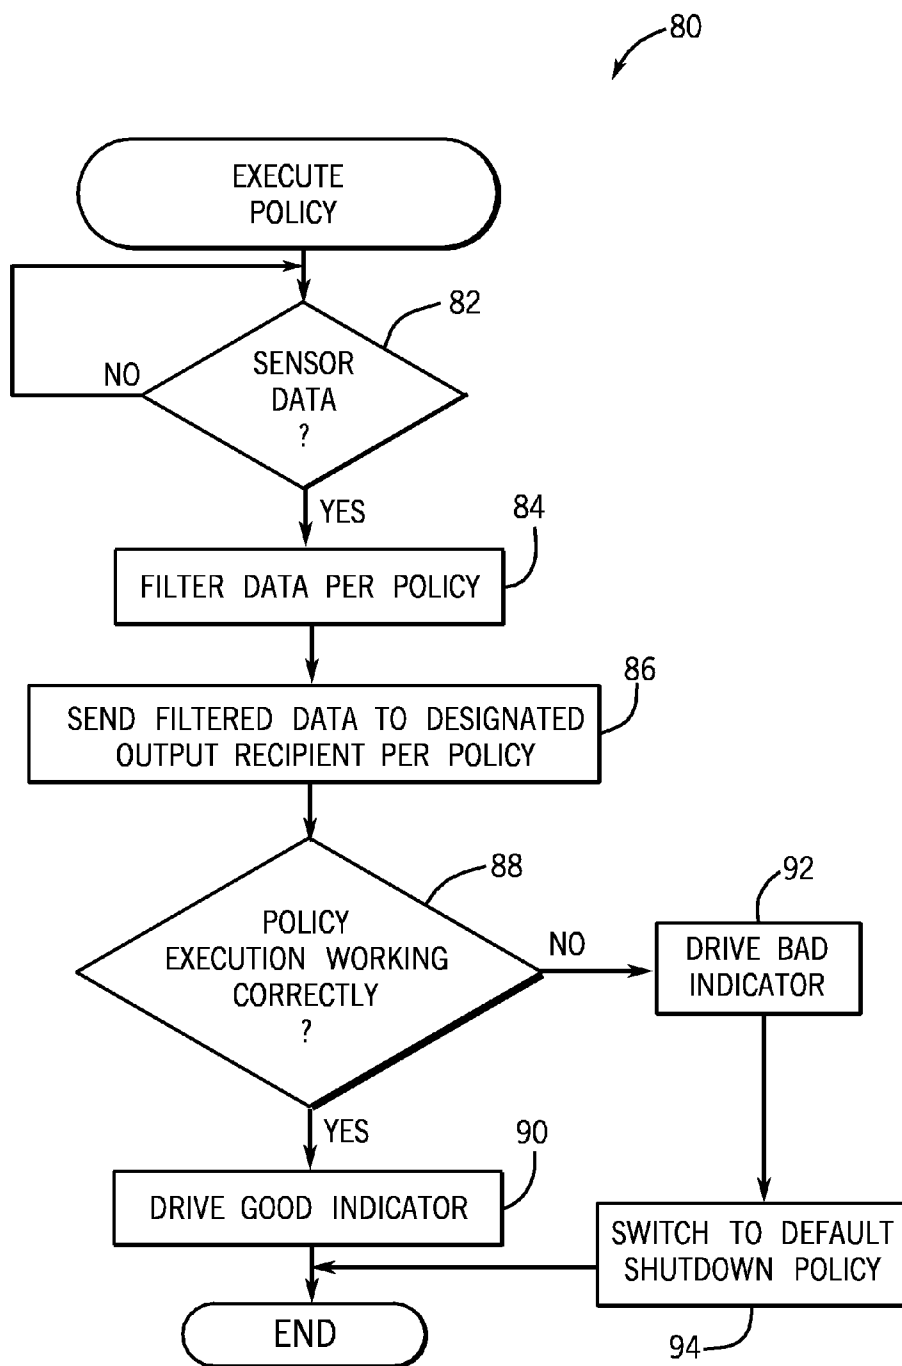 80
EXECUTE
POLICY
82
SENSOR
DATA
?
NO
YES
84
FILTER DATA PER POLICY
86
SEND FILTERED DATA TO DESIGNATED
OUTPUT RECIPIENT PER POLICY
88
POLICY
EXECUTION WORKING
CORRECTLY
?
NO
92
DRIVE BAD
INDICATOR
YES
90
DRIVE GOOD INDICATOR
SWITCH TO DEFAULT
SHUTDOWN POLICY
94
END